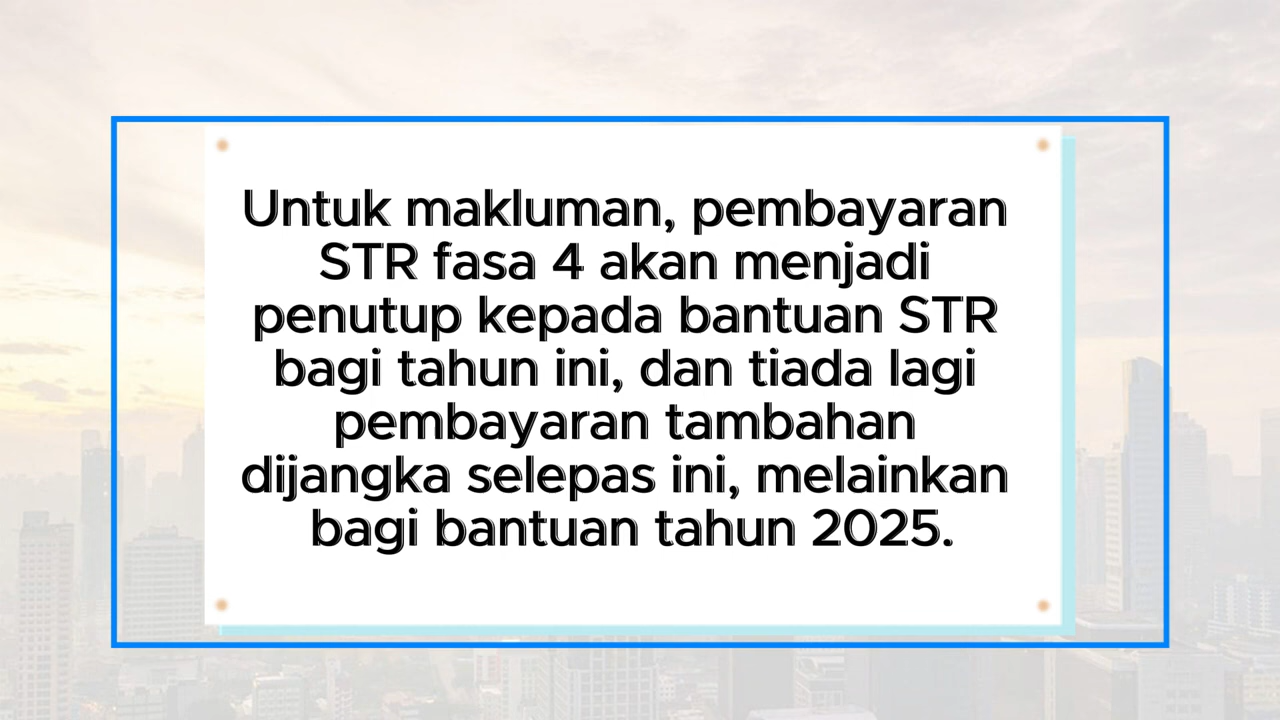 Untuk makluman, pembayaran
STR fasa 4 akan menjadi
penutup kepada bantuan STR
bagi tahun ini, dan tiada lagi
pembayaran tambahan
dijangka selepas ini, melainkan
bagi bantuan tahun 2025.